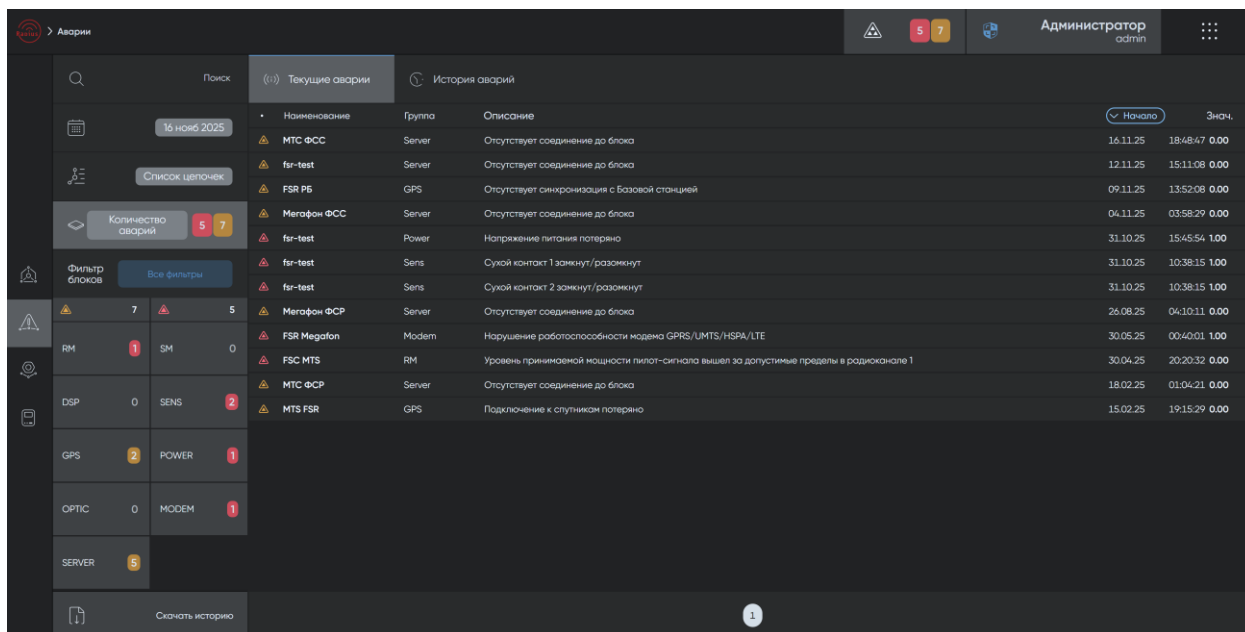 Аварии
5 7
Администратор
admin
Поиск
Текущие аварии
История аварий
16 нояб 2025
Список цепочек
Количество
аварий
5 7
Фильтр
блоков
Все фильтры
7 5
RM 1 SM 0
DSP 0 SENS 2
GPS 2 POWER 1
OPTIC 0 MODEM 1
SERVER 5
Скачать историю
• Наименование Группа Описание Начало Знач.
МТС ФСС Server Отсутствует соединение до блока 16.11.25 18:48:47 0.00
fsr-test Server Отсутствует соединение до блока 12.11.25 15:11:08 0.00
FSR РБ GPS Отсутствует синхронизация с Базовой станцией 09.11.25 13:52:08 0.00
Мегафон ФСС Server Отсутствует соединение до блока 04.11.25 03:58:29 0.00
fsr-test Power Напряжение питания потеряно 31.10.25 15:45:54 1.00
fsr-test Sens Сухой контакт 1 замкнут/разомкнут 31.10.25 10:38:15 1.00
fsr-test Sens Сухой контакт 2 замкнут/разомкнут 31.10.25 10:38:15 1.00
Мегафон ФСР Server Отсутствует соединение до блока 26.08.25 04:10:11 0.00
FSR Megafon Modem Нарушение работоспособности модема GPRS/UMTS/HSPA/LTE 30.05.25 00:40:01 1.00
FSC MTS RM Уровень принимаемой мощности пилот-сигнала вышел за допустимые пределы в радиоканале 1 30.04.25 20:20:32 0.00
МТС ФСР Server Отсутствует соединение до блока 18.02.25 01:04:21 0.00
MTS FSR GPS Подключение к спутникам потеряно 15.02.25 19:15:29 0.00
1